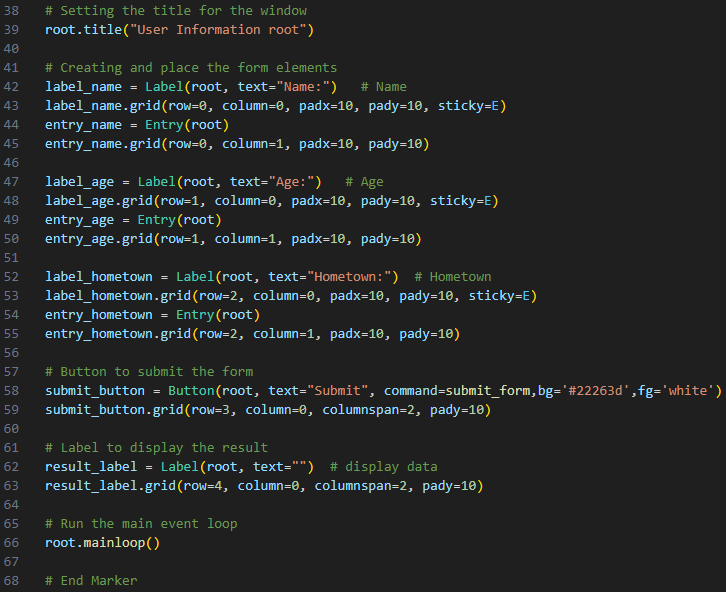 38 # Setting the title for the window
39 root.title("User Information root")
40
41 # Creating and place the form elements
42 label_name = Label(root, text="Name:")   # Name
43 label_name.grid(row=0, column=0, padx=10, pady=10, sticky=E)
44 entry_name = Entry(root)
45 entry_name.grid(row=0, column=1, padx=10, pady=10)
46
47 label_age = Label(root, text="Age:")   # Age
48 label_age.grid(row=1, column=0, padx=10, pady=10, sticky=E)
49 entry_age = Entry(root)
50 entry_age.grid(row=1, column=1, padx=10, pady=10)
51
52 label_hometown = Label(root, text="Hometown:")  # Hometown
53 label_hometown.grid(row=2, column=0, padx=10, pady=10, sticky=E)
54 entry_hometown = Entry(root)
55 entry_hometown.grid(row=2, column=1, padx=10, pady=10)
56
57 # Button to submit the form
58 submit_button = Button(root, text="Submit", command=submit_form,bg='#22263d',fg='white')
59 submit_button.grid(row=3, column=0, columnspan=2, pady=10)
60
61 # Label to display the result
62 result_label = Label(root, text="")  # display data
63 result_label.grid(row=4, column=0, columnspan=2, pady=10)
64
65 # Run the main event loop
66 root.mainloop()
67
68 # End Marker